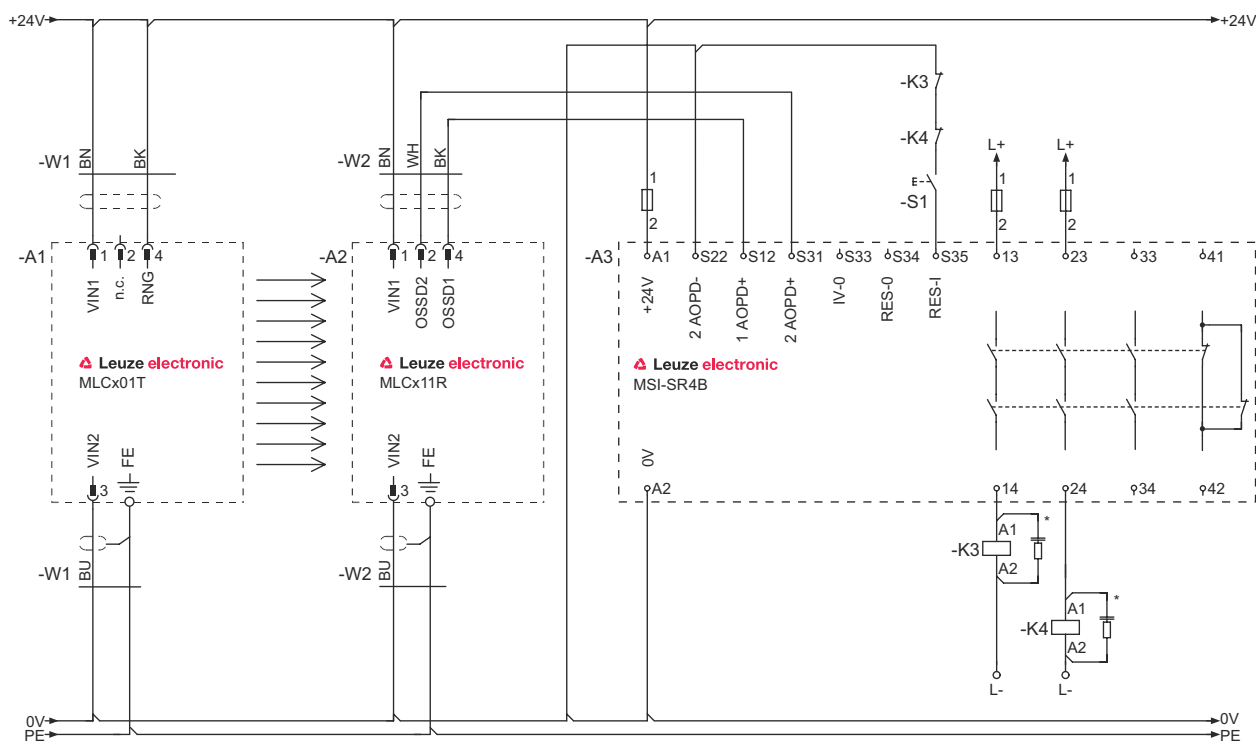 +24V +24V
-K3
-K4
L+ L+
-W1 BN BK -W2 BN WH BK
E -S1
1 1 1
2 2 2
-A1 1 2 4 -A2 1 2 4 -A3 A1 S22 S12 S31 S33 S34 S35 13 23 33 41
VIN1 n.c. RNG VIN1 OSSD2 OSSD1 +24V 2 AOPD- 1 AOPD+ 2 AOPD+ IV-0 RES-0 RES-I
Leuze electronic Leuze electronic Leuze electronic
MLCx01T MLCx11R MSI-SR4B
VIN2 FE VIN2 FE 0V
3 3 A2 14 24 34 42
A1 *
-K3
A2
-W1 BU -W2 BU
A1 *
-K4
A2
L- L-
0V 0V
PE PE